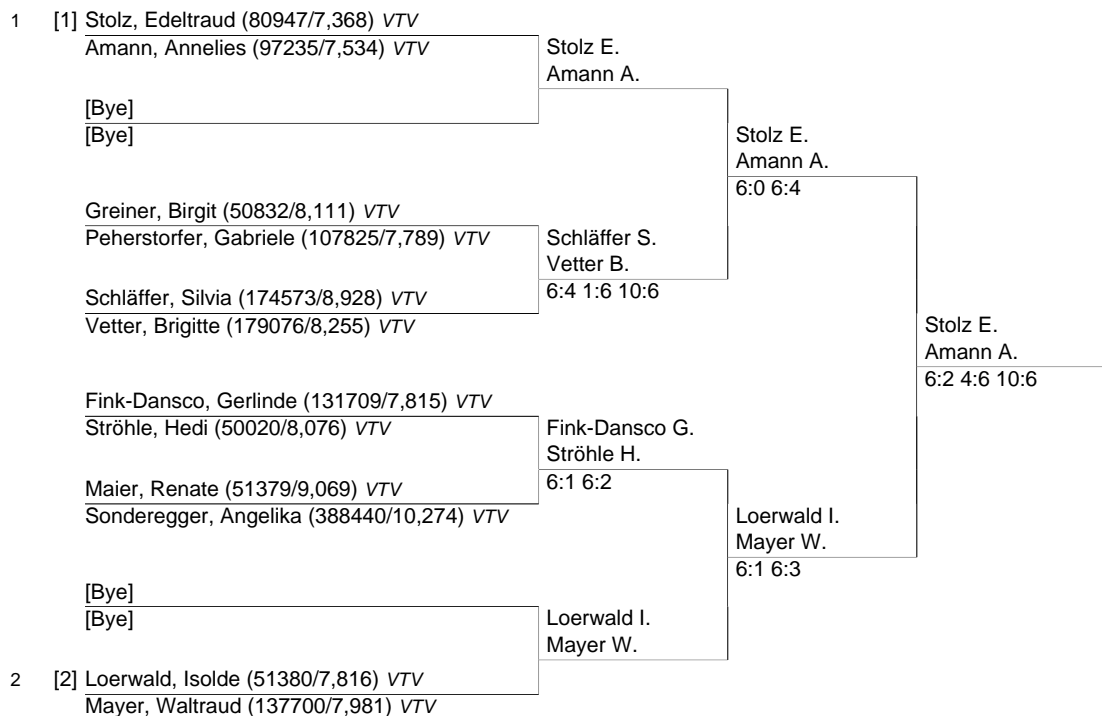 1 [1] Stolz, Edeltraud (80947/7,368) VTV
Amann, Annelies (97235/7,534) VTV
Stolz E.
Amann A.
[Bye]
[Bye]
Stolz E.
Amann A.
6:0 6:4
Greiner, Birgit (50832/8,111) VTV
Peherstorfer, Gabriele (107825/7,789) VTV
Schläffer S.
Vetter B.
6:4 1:6 10:6
Schläffer, Silvia (174573/8,928) VTV
Vetter, Brigitte (179076/8,255) VTV
Stolz E.
Amann A.
6:2 4:6 10:6
Fink-Dansco, Gerlinde (131709/7,815) VTV
Ströhle, Hedi (50020/8,076) VTV
Fink-Dansco G.
Ströhle H.
6:1 6:2
Maier, Renate (51379/9,069) VTV
Sonderegger, Angelika (388440/10,274) VTV
Loerwald I.
Mayer W.
6:1 6:3
[Bye]
[Bye]
Loerwald I.
Mayer W.
2 [2] Loerwald, Isolde (51380/7,816) VTV
Mayer, Waltraud (137700/7,981) VTV